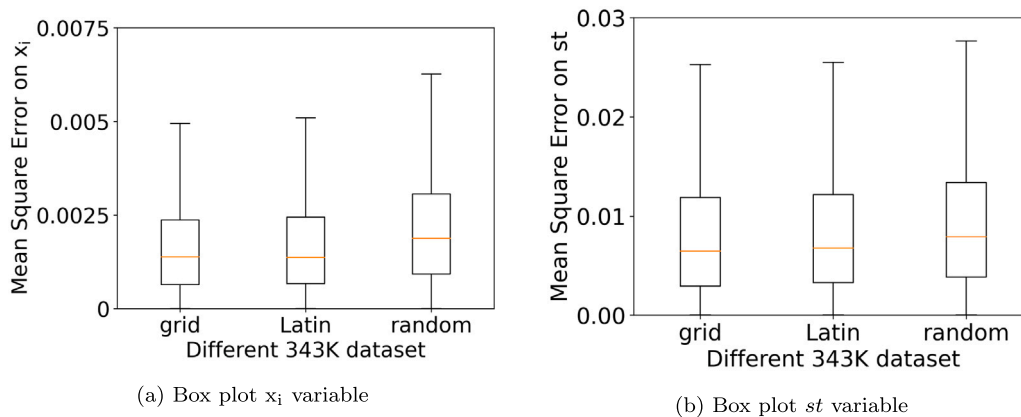 Mean Square Error on xi
0.0075
0.005
0.0025
0
grid Latin random
Different 343K dataset
(a) Box plot xi variable
Mean Square Error on st
0.03
0.02
0.01
0.00
grid Latin random
Different 343K dataset
(b) Box plot st variable